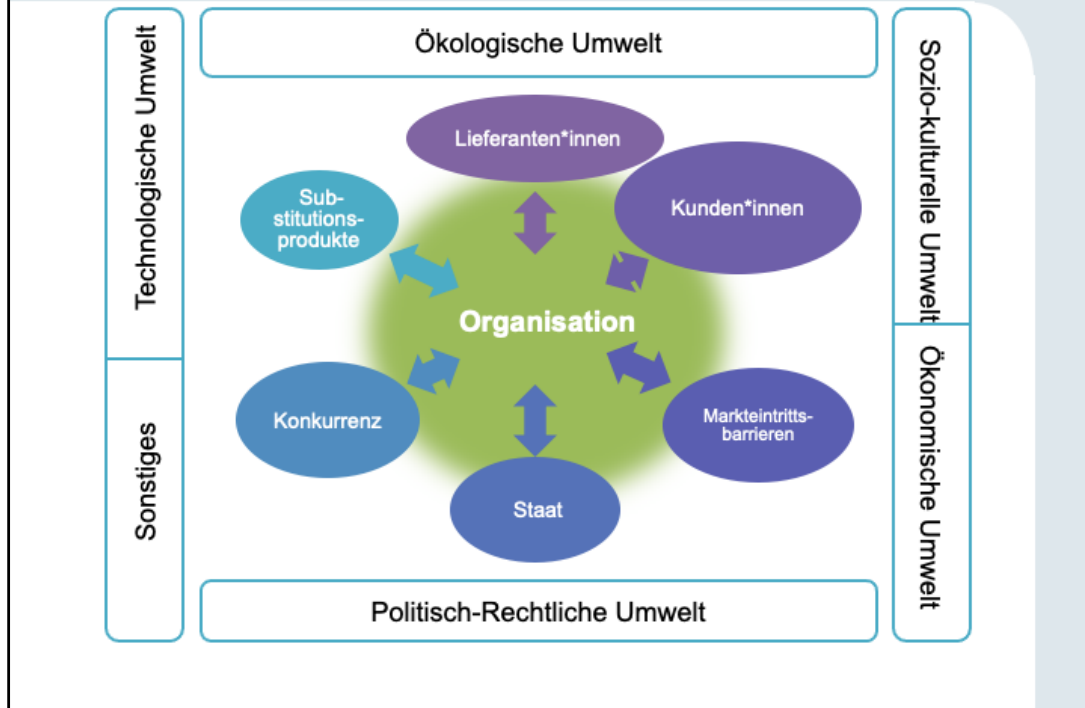 Ökologische Umwelt
Technologische Umwelt
Sozio-kulturelle Umwelt
Lieferanten*innen
Kunden*innen
Sub-
stitutions-
produkte
Organisation
Konkurrenz
Markteintritts-
barrieren
Staat
Sonstiges
Ökonomische Umwelt
Politisch-Rechtliche Umwelt